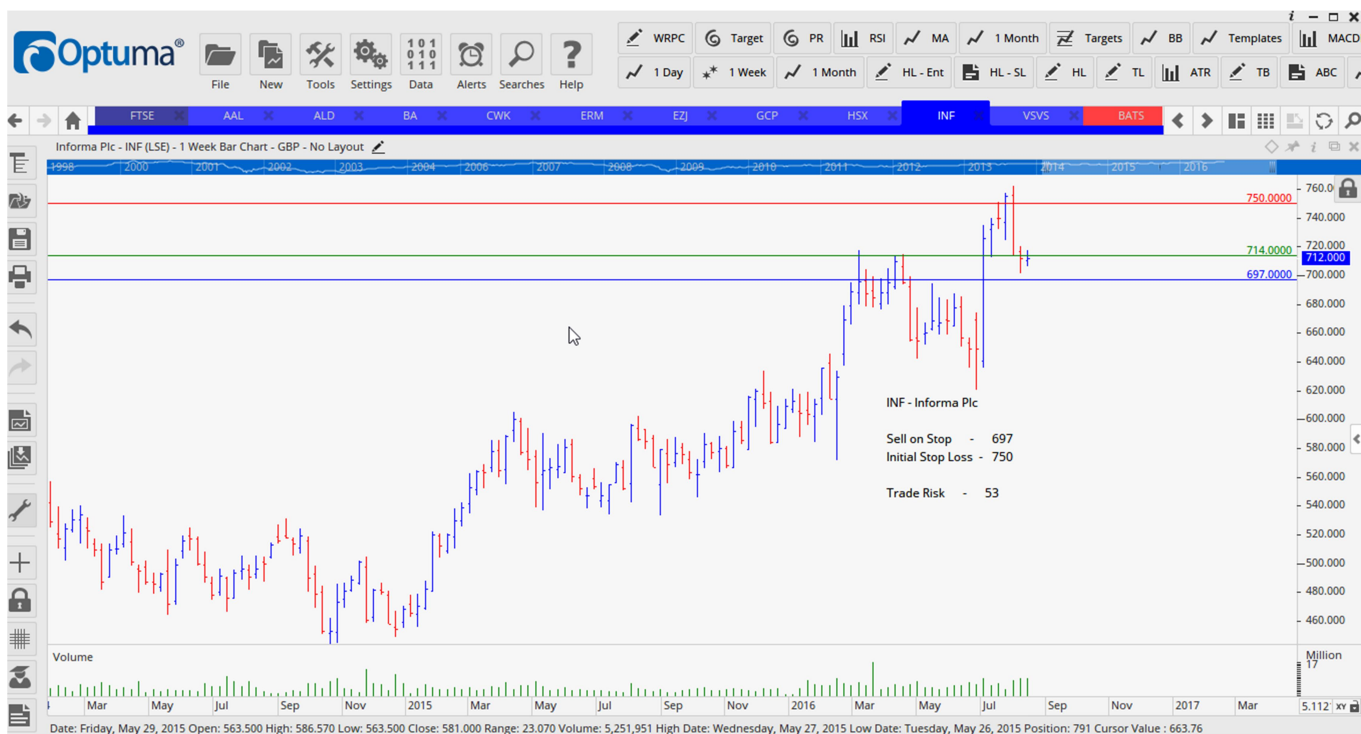 i
Optuma®
File New Tools Settings Data Alerts Searches Help
WRPC Target PR RSI MA 1 Month Targets BB Templates MACD
1 Day 1 Week 1 Month HL - Ent HL - SL HL TL ATR TB ABC
FTSE AAL ALD BA CWK ERM EZJ GCP HSX INF VSVS BATS
Informa Plc - INF (LSE) - 1 Week Bar Chart - GBP - No Layout
1998 2000 2001 2002 2003 2004 2006 2007 2008 2009 2010 2011 2012 2013 2014 2015 2016
760.0
750.0000
740.000
720.000
714.0000
712.000
697.0000
700.000
680.000
660.000
640.000
620.000
INF - Informa Plc
600.000
Sell on Stop - 697
580.000
Initial Stop Loss - 750
560.000
Trade Risk - 53
540.000
520.000
500.000
480.000
460.000
Volume
Million
17
Mar May Jul Sep Nov 2015 Mar May Jul Sep Nov 2016 Mar May Jul Sep Nov 2017 Mar 5.112 XY
Date: Friday, May 29, 2015 Open: 563.500 High: 586.570 Low: 563.500 Close: 581.000 Range: 23.070 Volume: 5,251,951 High Date: Wednesday, May 27, 2015 Low Date: Tuesday, May 26, 2015 Position: 791 Cursor Value : 663.76